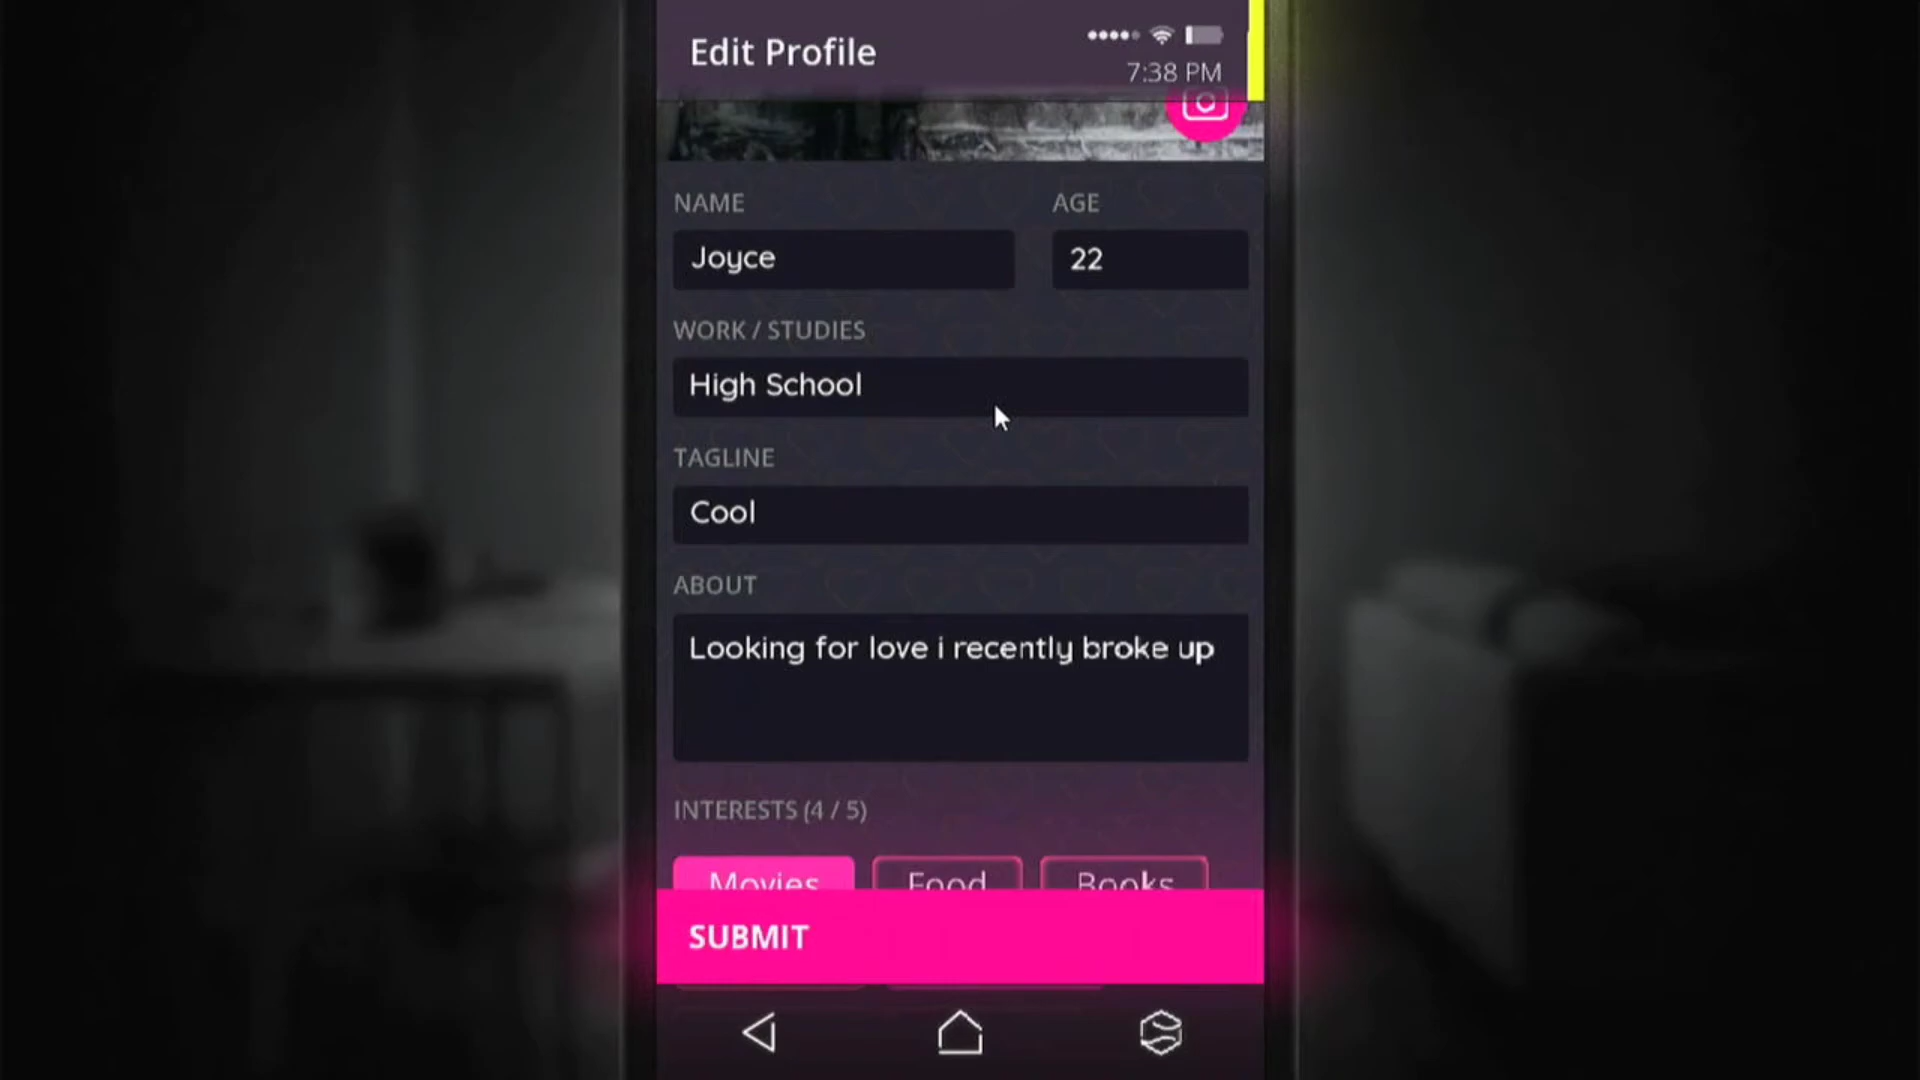 Edit Profile
7:38 PM
NAME
AGE
Joyce
22
WORK / STUDIES
High School
TAGLINE
Cool
ABOUT
Looking for love i recently broke up
INTERESTS (4 / 5)
Movies
Food
Books
SUBMIT